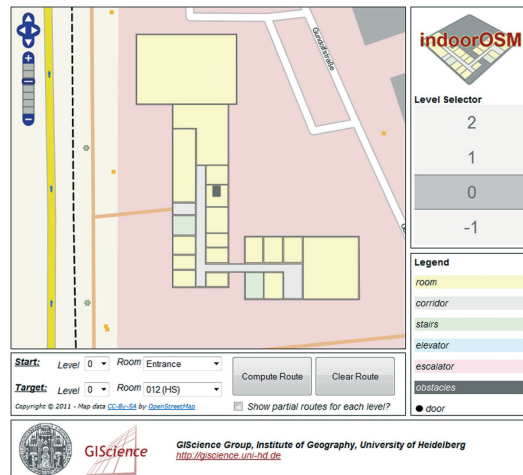 Gundolfstraße
indoorOSM
Level Selector
2
1
0
-1
Legend
room
corridor
stairs
elevator
escalator
obstacles
door
Start: Level 0 Room Entrance
Target: Level 0 Room 012 (HS)
Compute Route
Clear Route
Copyright © 2011 - Map data CC-By-SA by OpenStreetMap
Show partial routes for each level?
GIScience
GIScience Group, Institute of Geography, University of Heidelberg
http://giscience.uni-hd.de